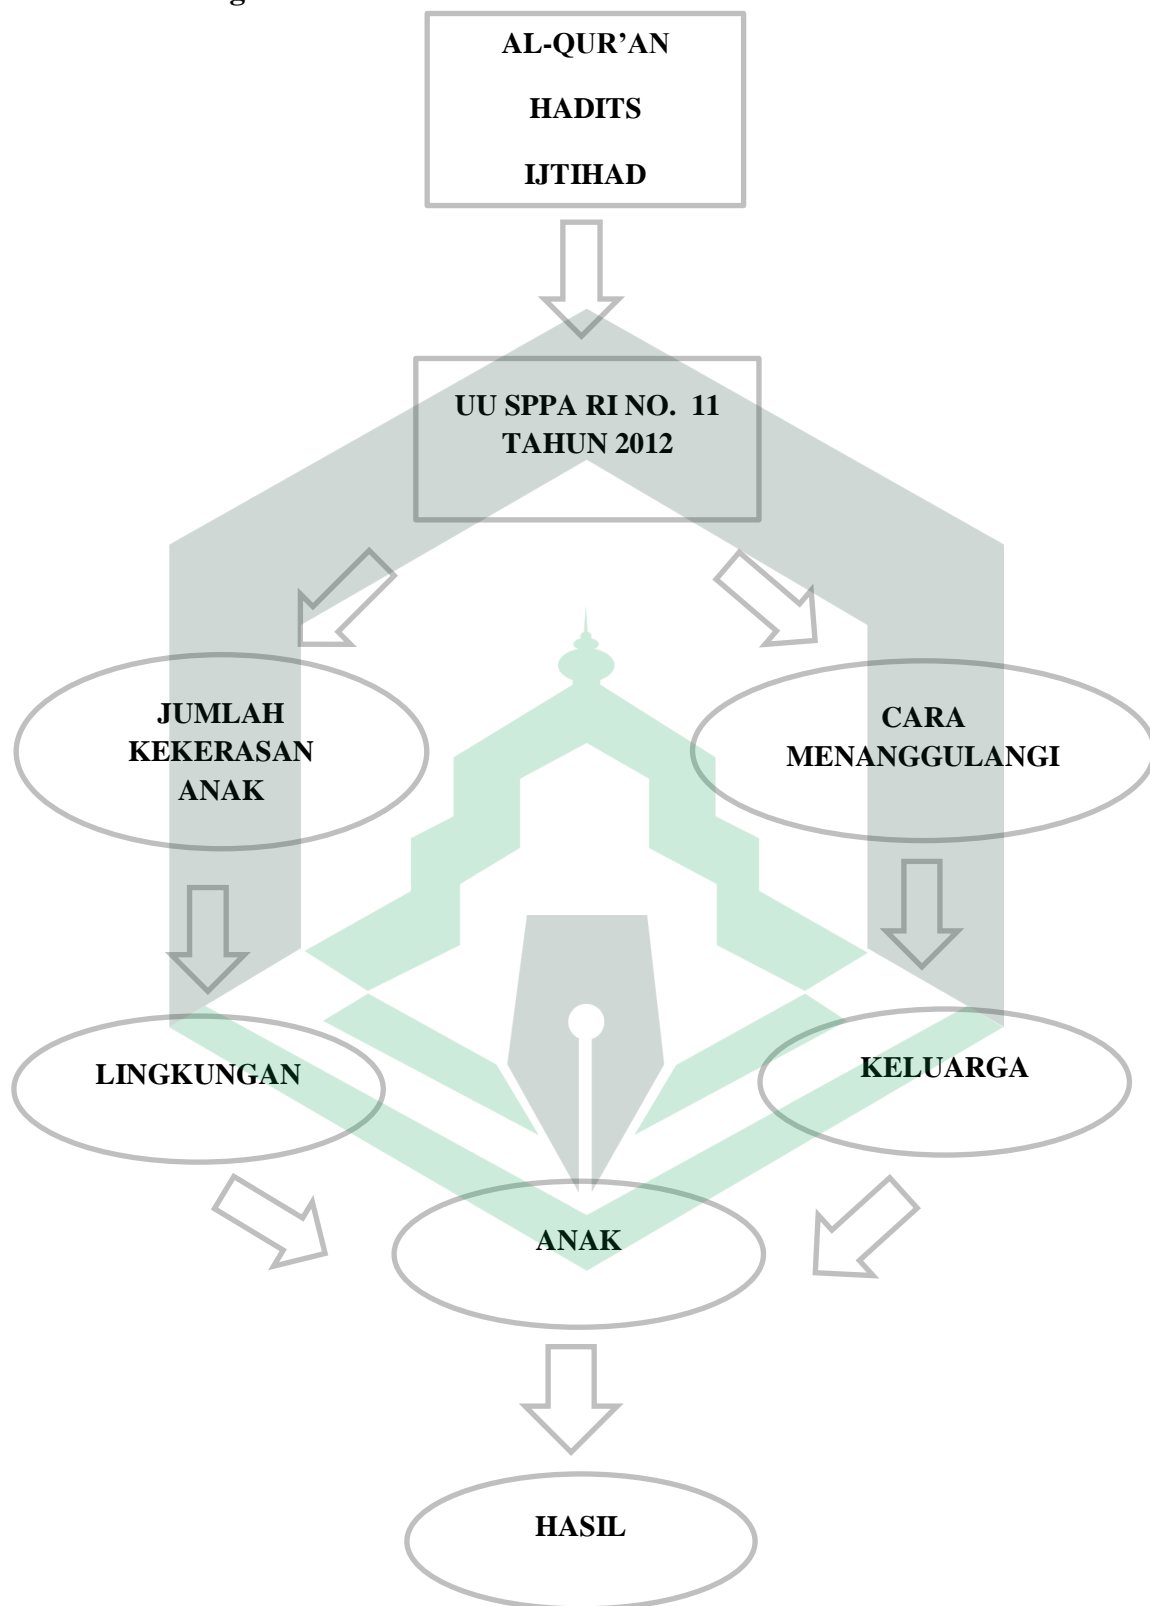 AL-QUR’AN
HADITS
IJTIHAD
UU SPPA RI NO. 11
TAHUN 2012
JUMLAH
KEKERASAN
ANAK
CARA
MENANGGULANGI
LINGKUNGAN
KELUARGA
ANAK
HASIL